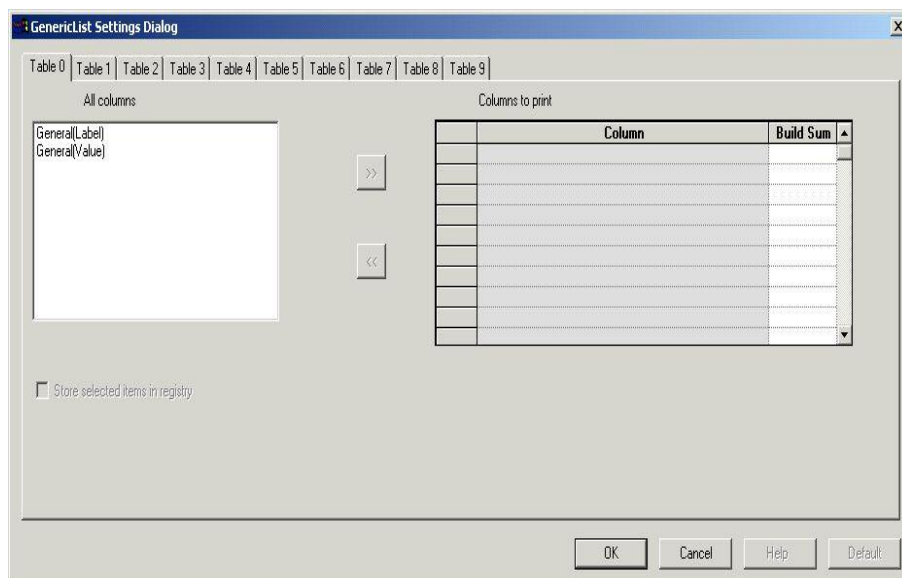 GenericList Settings Dialog
Table 0 Table 1 Table 2 Table 3 Table 4 Table 5 Table 6 Table 7 Table 8 Table 9
All columns
Columns to print
General(Label)
General(Value)
>>
<<
Column Build Sum
Store selected items in registry
OK Cancel Help Default